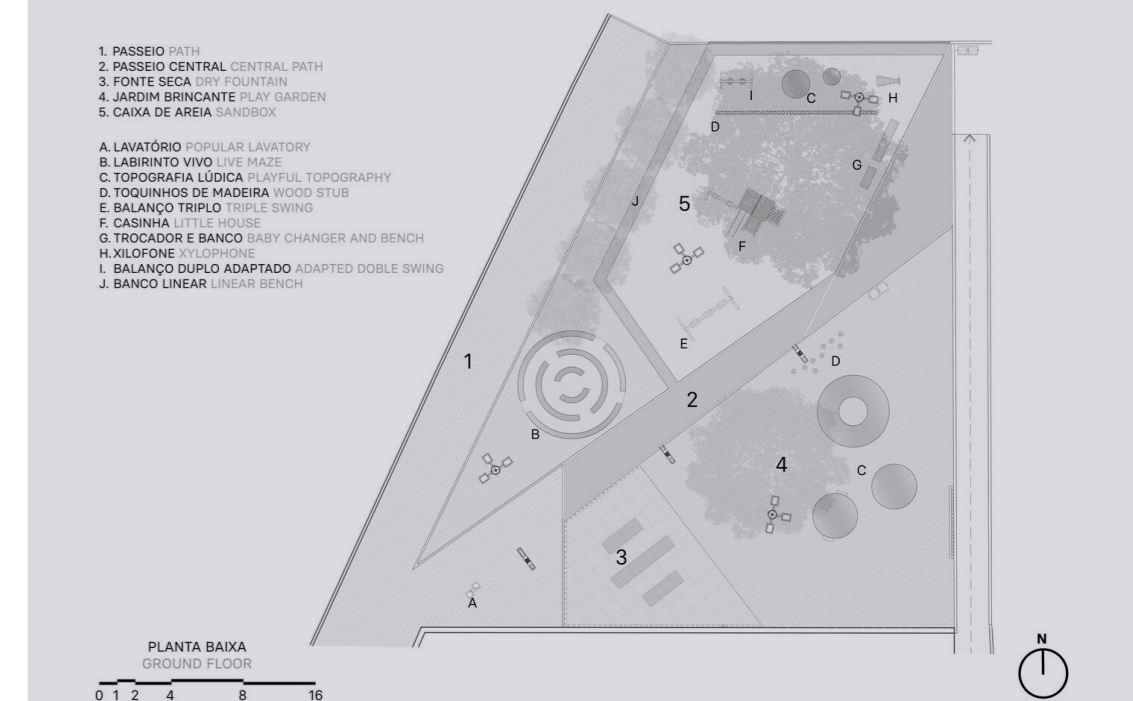 1. PASSEIO PATH
2. PASSEIO CENTRAL CENTRAL PATH
3. FONTE SECA DRY FOUNTAIN
4. JARDIM BRINCANTE PLAY GARDEN
5. CAIXA DE AREIA SANDBOX
A. LAVATÓRIO POPULAR LAVATORY
B. LABIRINTO VIVO LIVE MAZE
C. TOPOGRAFIA LÚDICA PLAYFUL TOPOGRAPHY
D. TOQUINHOS DE MADEIRA WOOD STUB
E. BALANÇO TRIPLO TRIPLE SWING
F. CASINHA LITTLE HOUSE
G. TROCADOR E BANCO BABY CHANGER AND BENCH
H. XILOFONE XYLOPHONE
I. BALANÇO DUPLO ADAPTADO ADAPTED DOBLE SWING
J. BANCO LINEAR LINEAR BENCH
I
C
H
D
G
J
5
F
E
1
D
2
B
4
C
3
A
PLANTA BAIXA
GROUND FLOOR
0 1 2 4 8 16
N